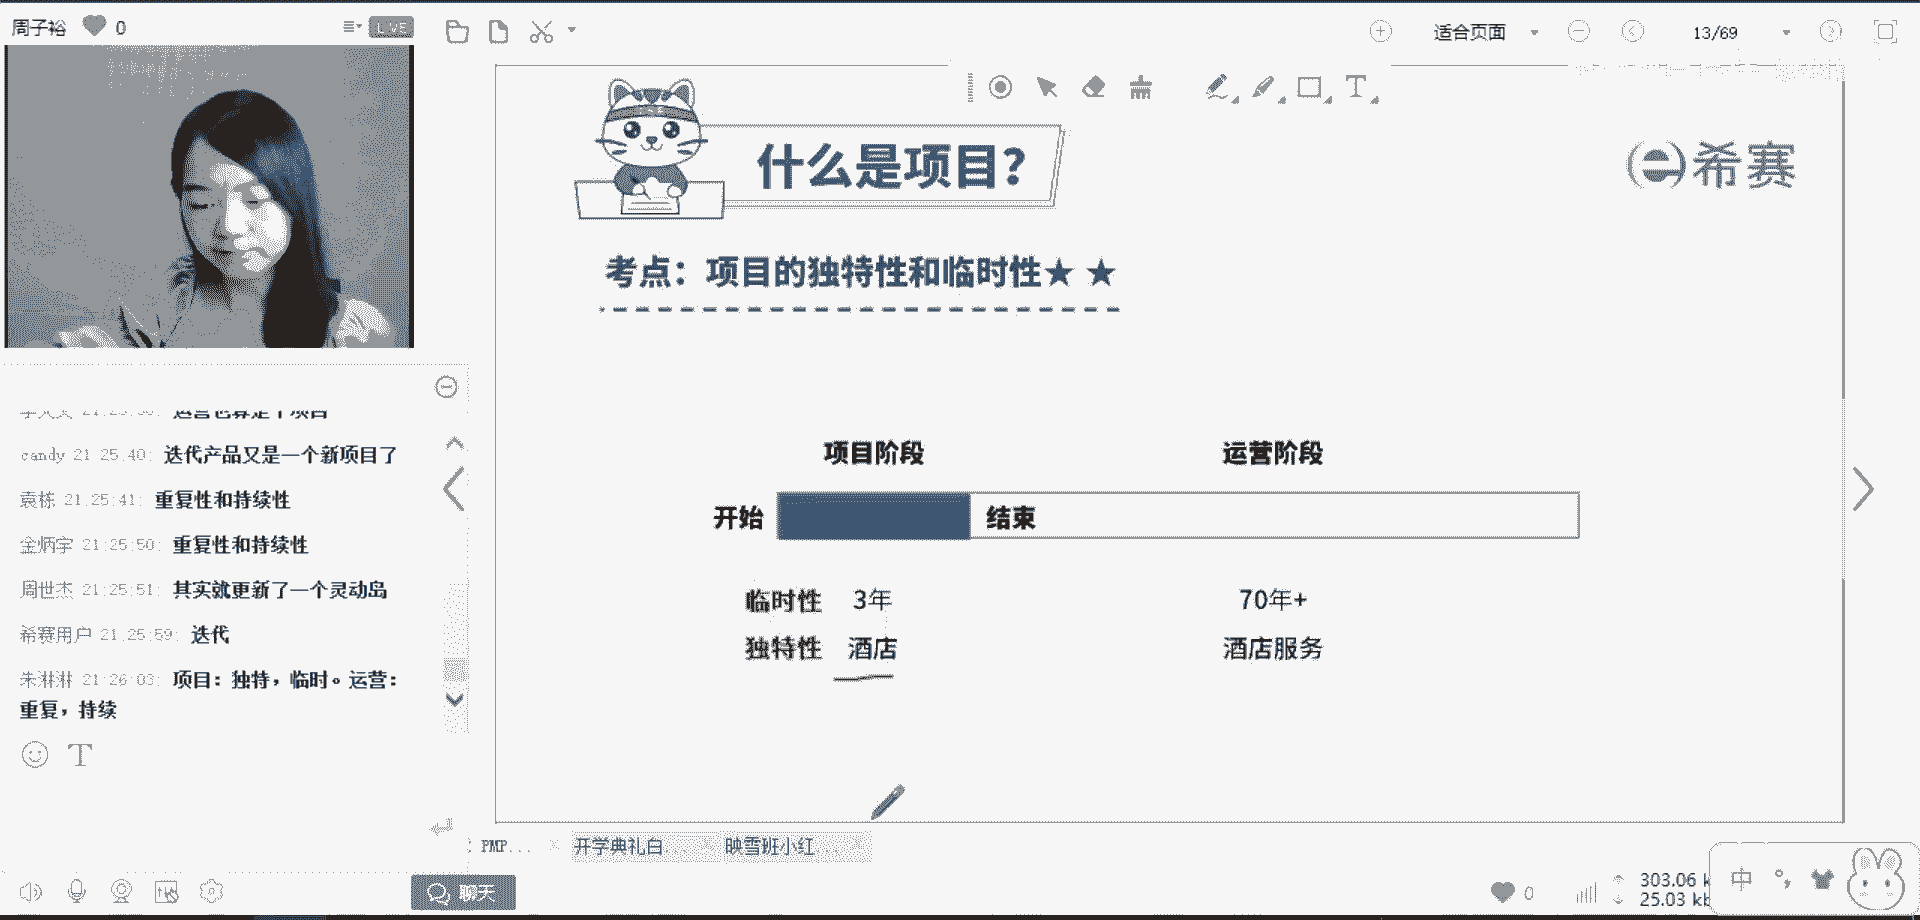 周子裕 0
LIVE
适合页面
13/69
什么是项目?
希赛
考点：项目的独特性和临时性★ ★
candy 21:25:40: 迭代产品又是一个新项目了
袁栋 21:25:41: 重复性和持续性
金炳宇 21:25:50: 重复性和持续性
周世杰 21:25:51: 其实就更新了一个灵动岛
希赛用户 21:25:59: 迭代
朱淋淋 21:26:03: 项目：独特，临时。运营：
重复，持续
项目阶段 运营阶段
开始 结束
临时性 3年 70年+
独特性 酒店 酒店服务
PMP... 开学典礼白 映雪班小红
聊天
0
303.06 k
25.03 kb
中